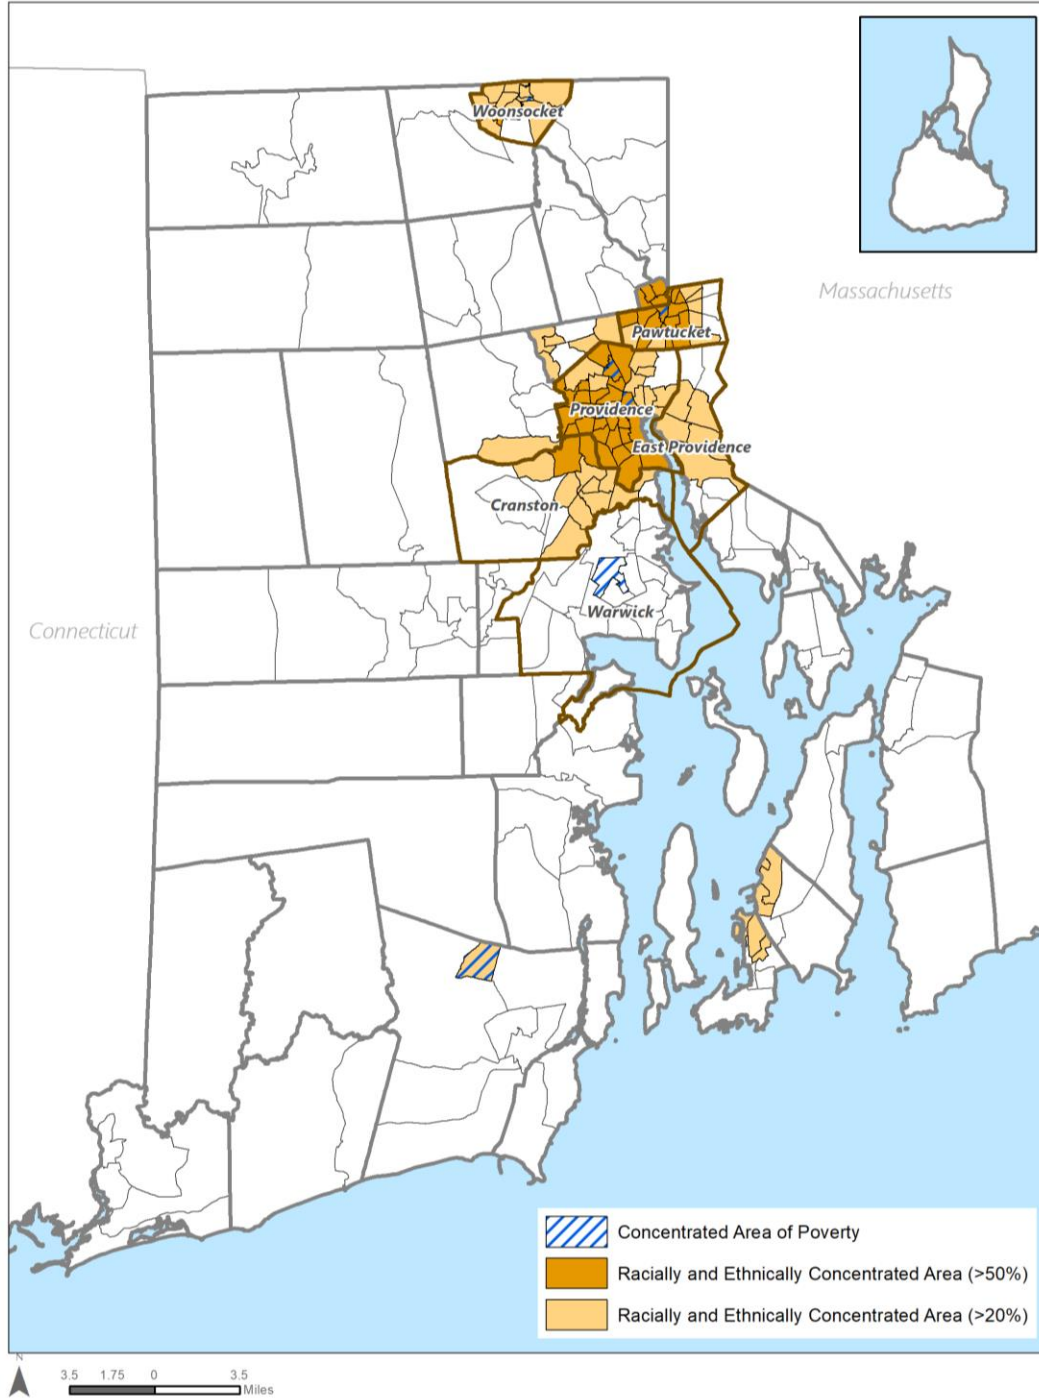 Woonsocket
Massachusetts
Pawtucket
Providence
East Providence
Cranston
Connecticut
Warwick
Concentrated Area of Poverty
Racially and Ethnically Concentrated Area (>50%)
Racially and Ethnically Concentrated Area (>20%)
N
3.5 1.75 0 3.5
Miles